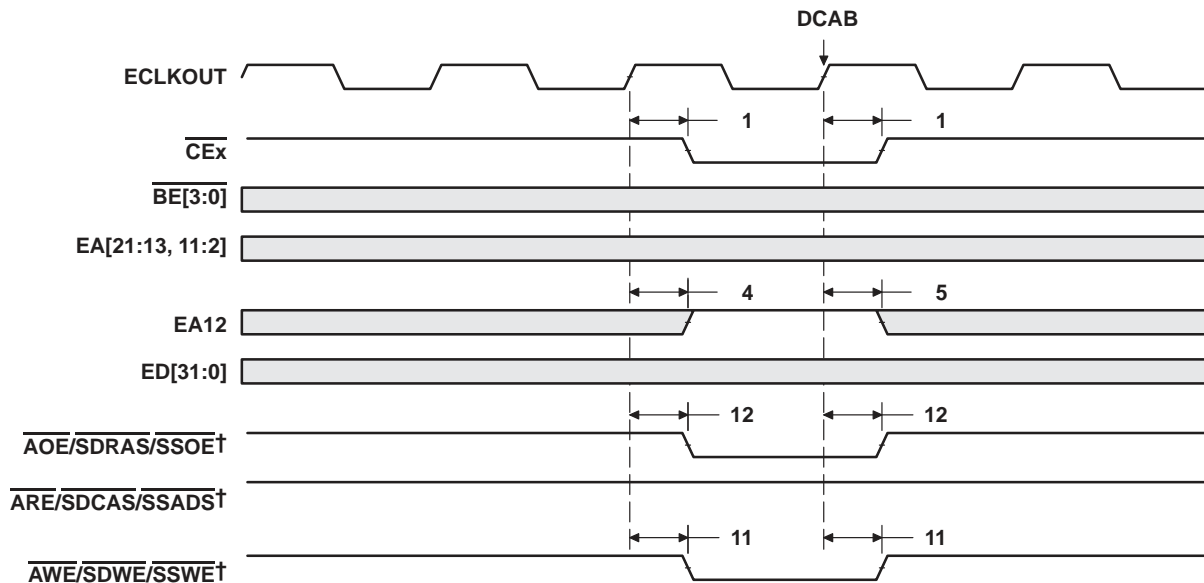 DCAB
ECLKOUT
1 1
CEx
BE[3:0]
EA[21:13, 11:2]
4 5
EA12
ED[31:0]
12 12
AOE/SDRAS/SSOE†
ARE/SDCAS/SSADS†
11 11
AWE/SDWE/SSWE†